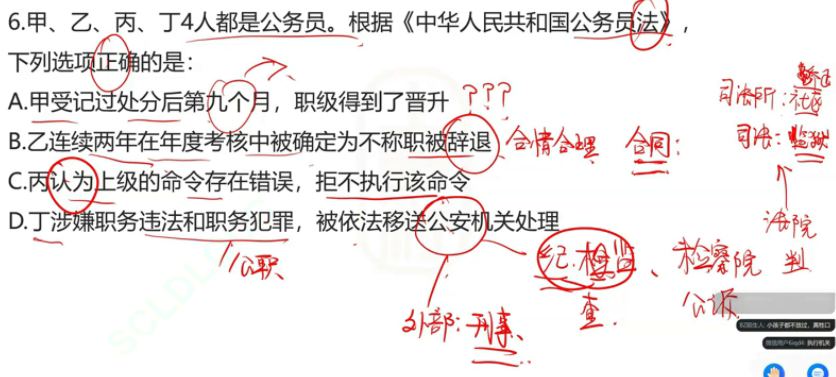 6.甲、乙、丙、丁4人都是公务员。根据《中华人民共和国公务员法》,
下列选项正确的是:
A.甲受记过处分后第九个月，职级得到了晋升 ? ? ?
B.乙连续两年在年度考核中被确定为不称职被辞退 合情合理 合同:
C.丙认为上级的命令存在错误，拒不执行该命令
D.丁涉嫌职务违法和职务犯罪，被依法移送公安机关处理
司法所:社区
司法:监狱
法院
判
公职
纪.检监、检察院
查.
公诉
外部:刑事、
小孩子都不放过，真性口
执行机关